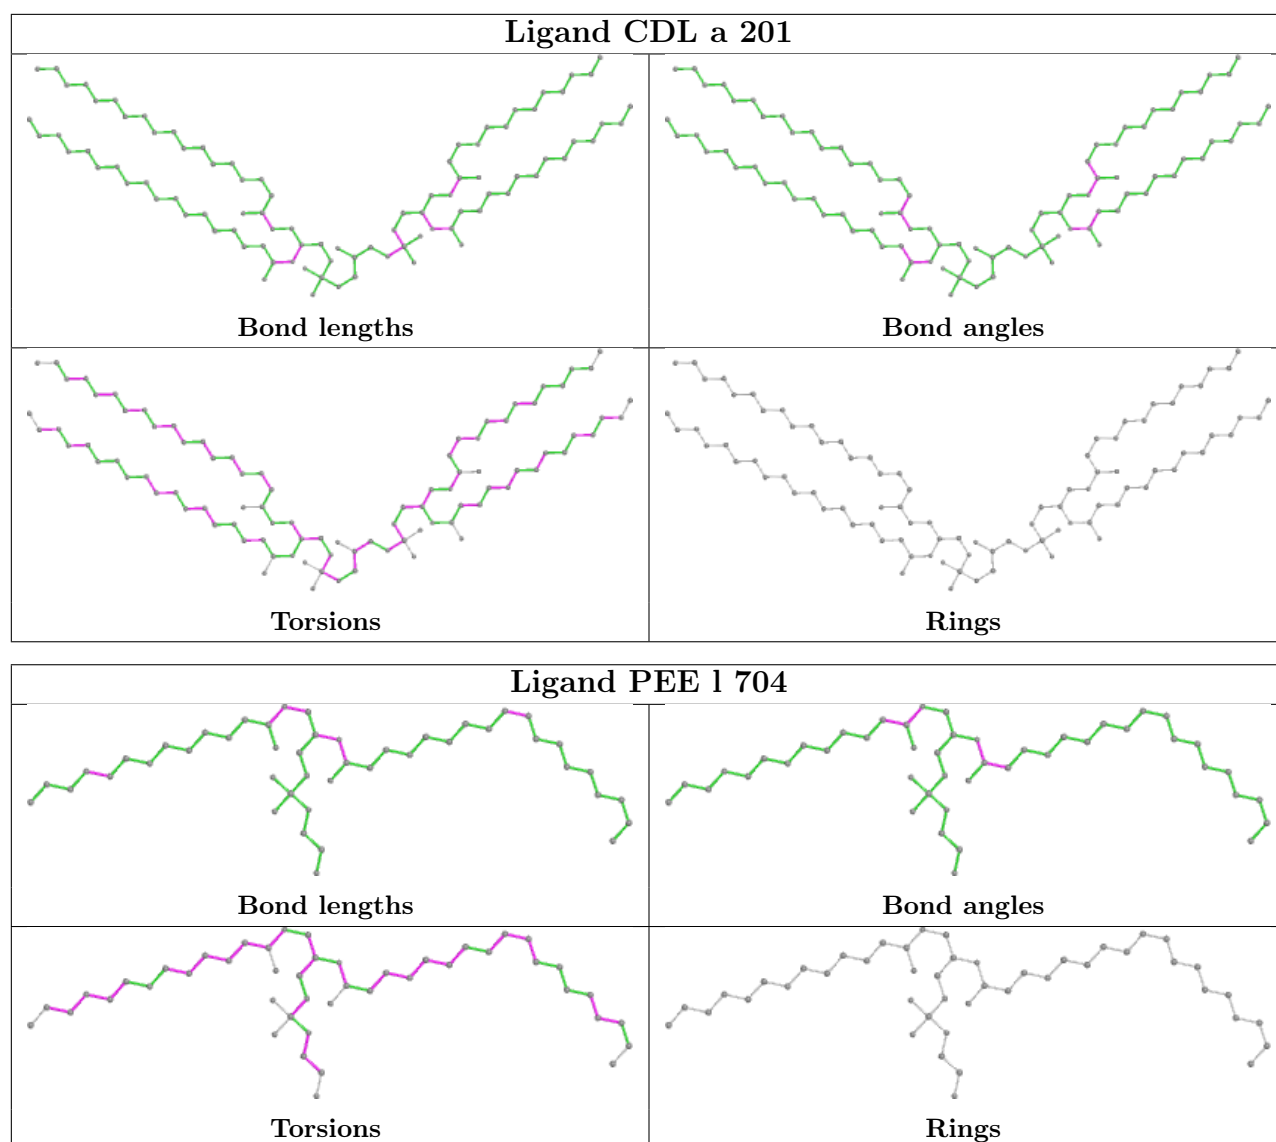 Ligand CDL a 201
Bond lengths
Bond angles
Torsions
Rings
Ligand PEE l 704
Bond lengths
Bond angles
Torsions
Rings